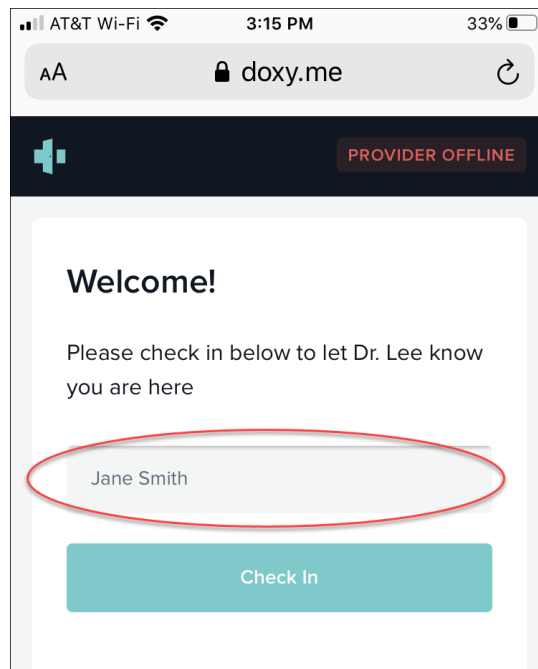 AT&T Wi-Fi 3:15 PM 33%
AA doxy.me
PROVIDER OFFLINE
Welcome!
Please check in below to let Dr. Lee know
you are here
Jane Smith
Check In